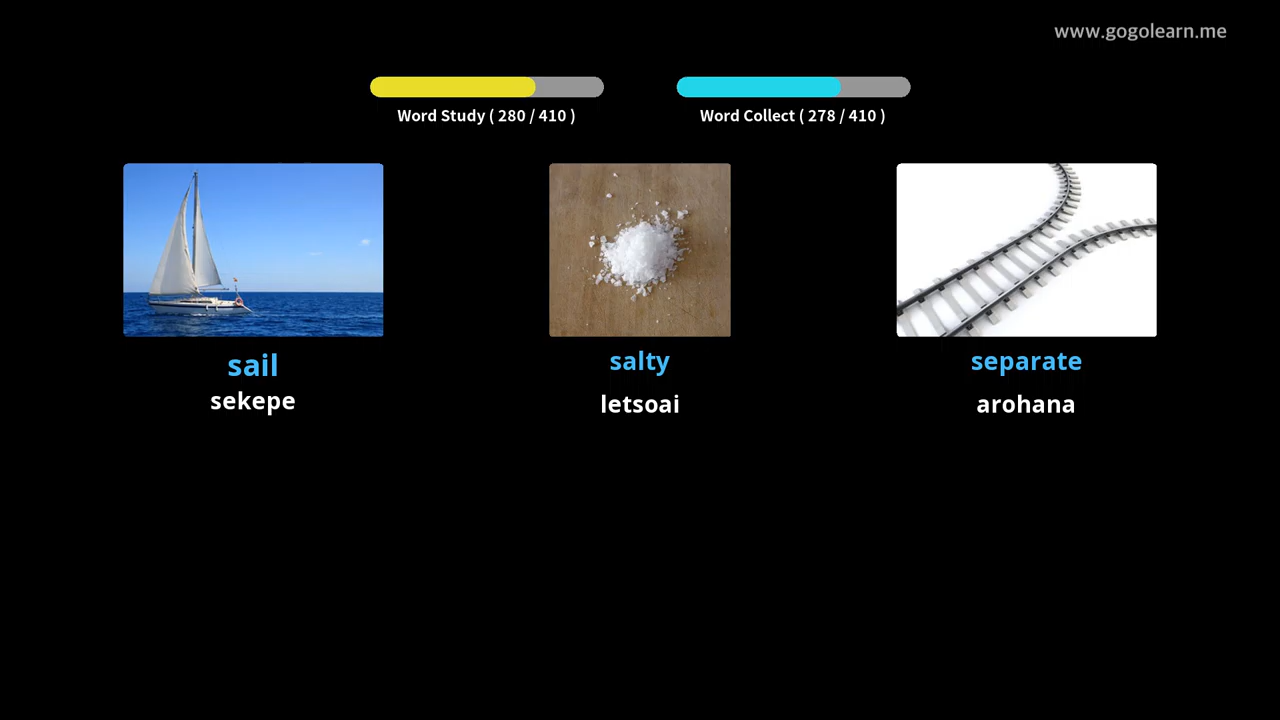 www.gogolearn.me
Word Study ( 280 / 410 )
Word Collect ( 278 / 410 )
sail
sekepe
salty
letsoai
separate
arohana